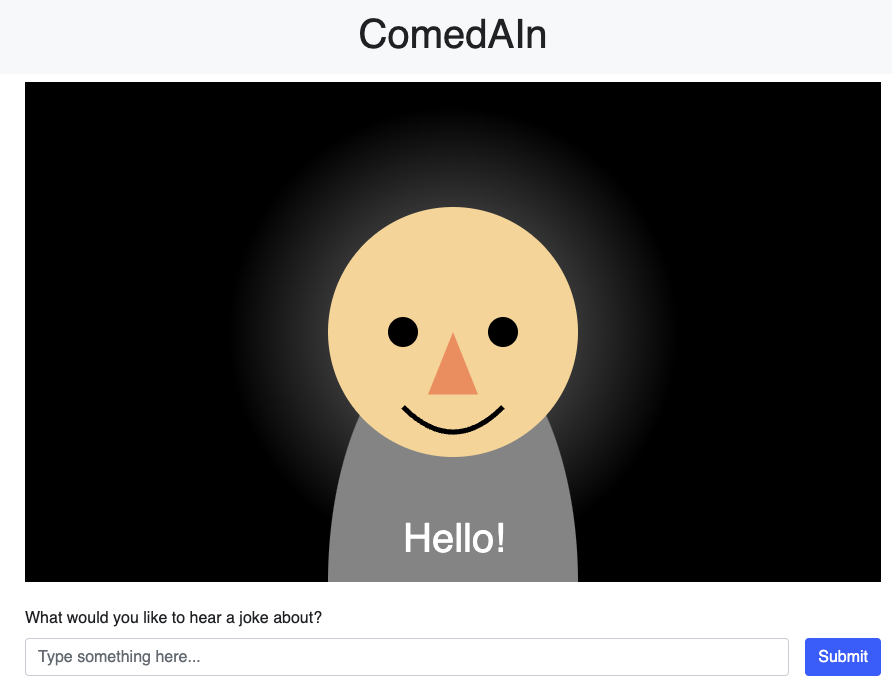 ComedAIn
Hello!
What would you like to hear a joke about?
Type something here...
Submit